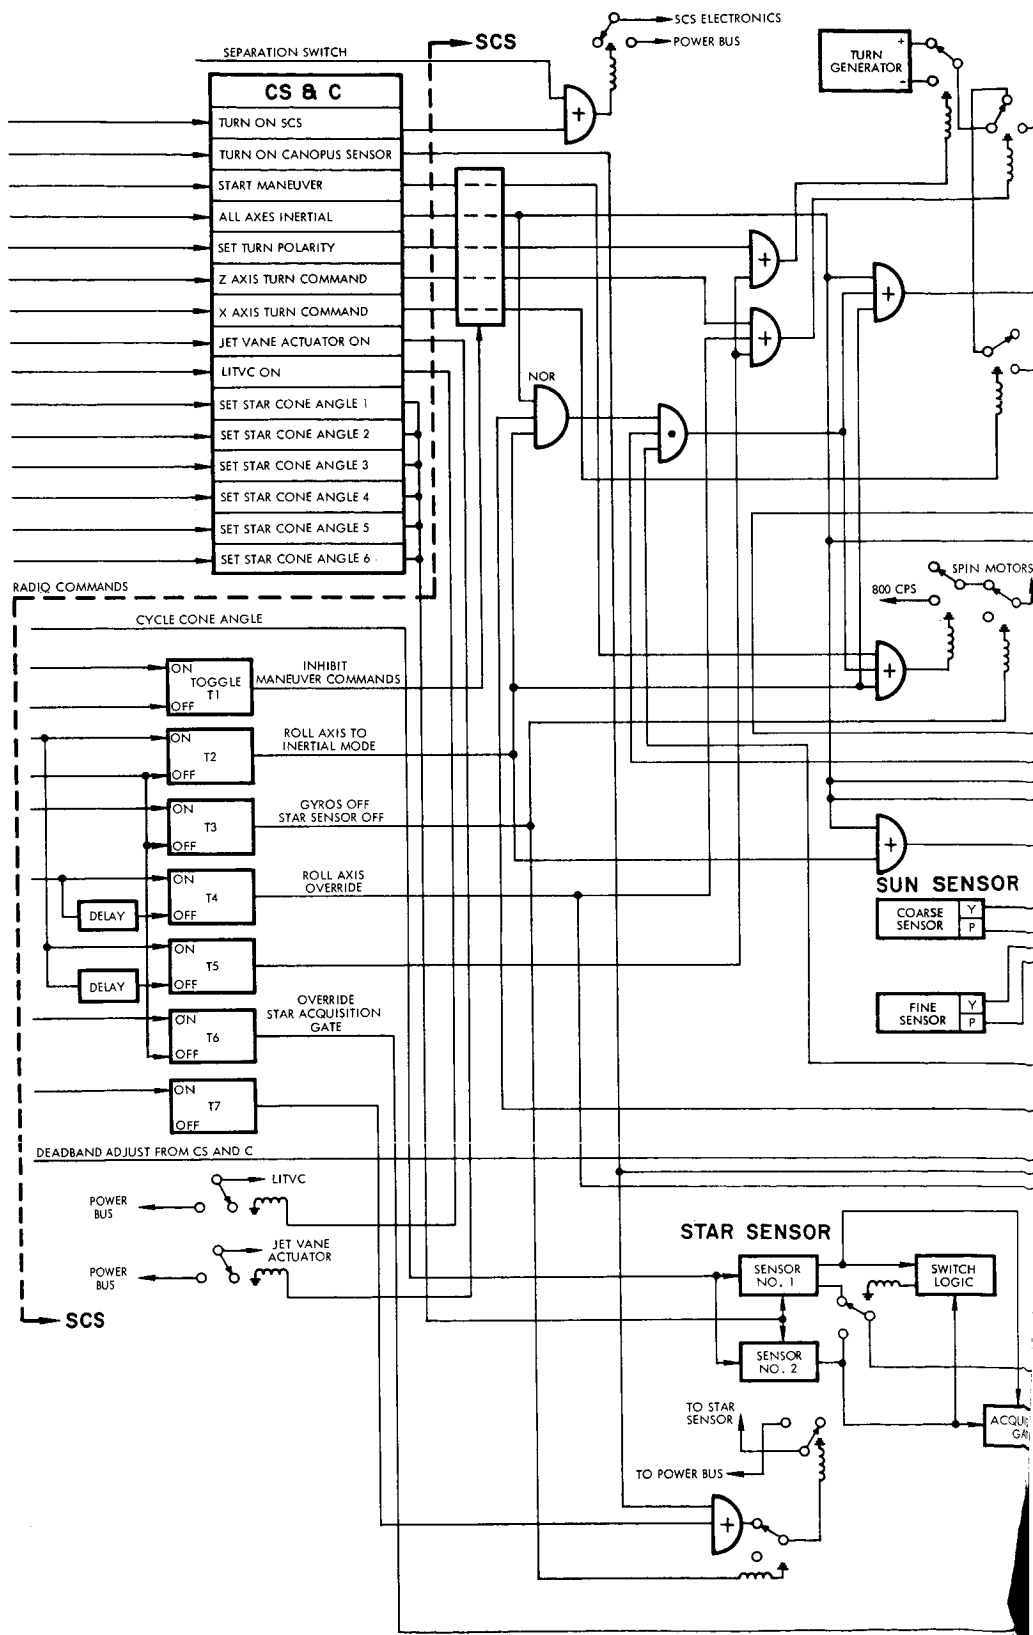 SCS ELECTRONICS
SCS
POWER BUS
SEPARATION SWITCH
TURN
GENERATOR
+
-
CS & C
TURN ON SCS
TURN ON CANOPUS SENSOR
START MANEUVER
ALL AXES INERTIAL
SET TURN POLARITY
Z AXIS TURN COMMAND
X AXIS TURN COMMAND
JET VANE ACTUATOR ON
LITVC ON
SET STAR CONE ANGLE 1
SET STAR CONE ANGLE 2
SET STAR CONE ANGLE 3
SET STAR CONE ANGLE 4
SET STAR CONE ANGLE 5
SET STAR CONE ANGLE 6
+
+
+
+
NOR
SPIN MOTORS
800 CPS
+
+
RADIO COMMANDS
CYCLE CONE ANGLE
ON
TOGGLE
T1
OFF
INHIBIT
MANEUVER COMMANDS
ON
T2
OFF
ROLL AXIS TO
INERTIAL MODE
ON
T3
OFF
GYROS OFF
STAR SENSOR OFF
ON
T4
OFF
ROLL AXIS
OVERRIDE
DELAY
ON
T5
OFF
DELAY
ON
T6
OFF
OVERRIDE
STAR ACQUISITION
GATE
ON
T7
OFF
SUN SENSOR
COARSE
SENSOR
Y
P
FINE
SENSOR
Y
P
DEADBAND ADJUST FROM CS AND C
LITVC
POWER
BUS
JET VANE
ACTUATOR
POWER
BUS
SCS
STAR SENSOR
SENSOR
NO. 1
SWITCH
LOGIC
SENSOR
NO. 2
TO STAR
SENSOR
ACQUI
GA
TO POWER BUS
+